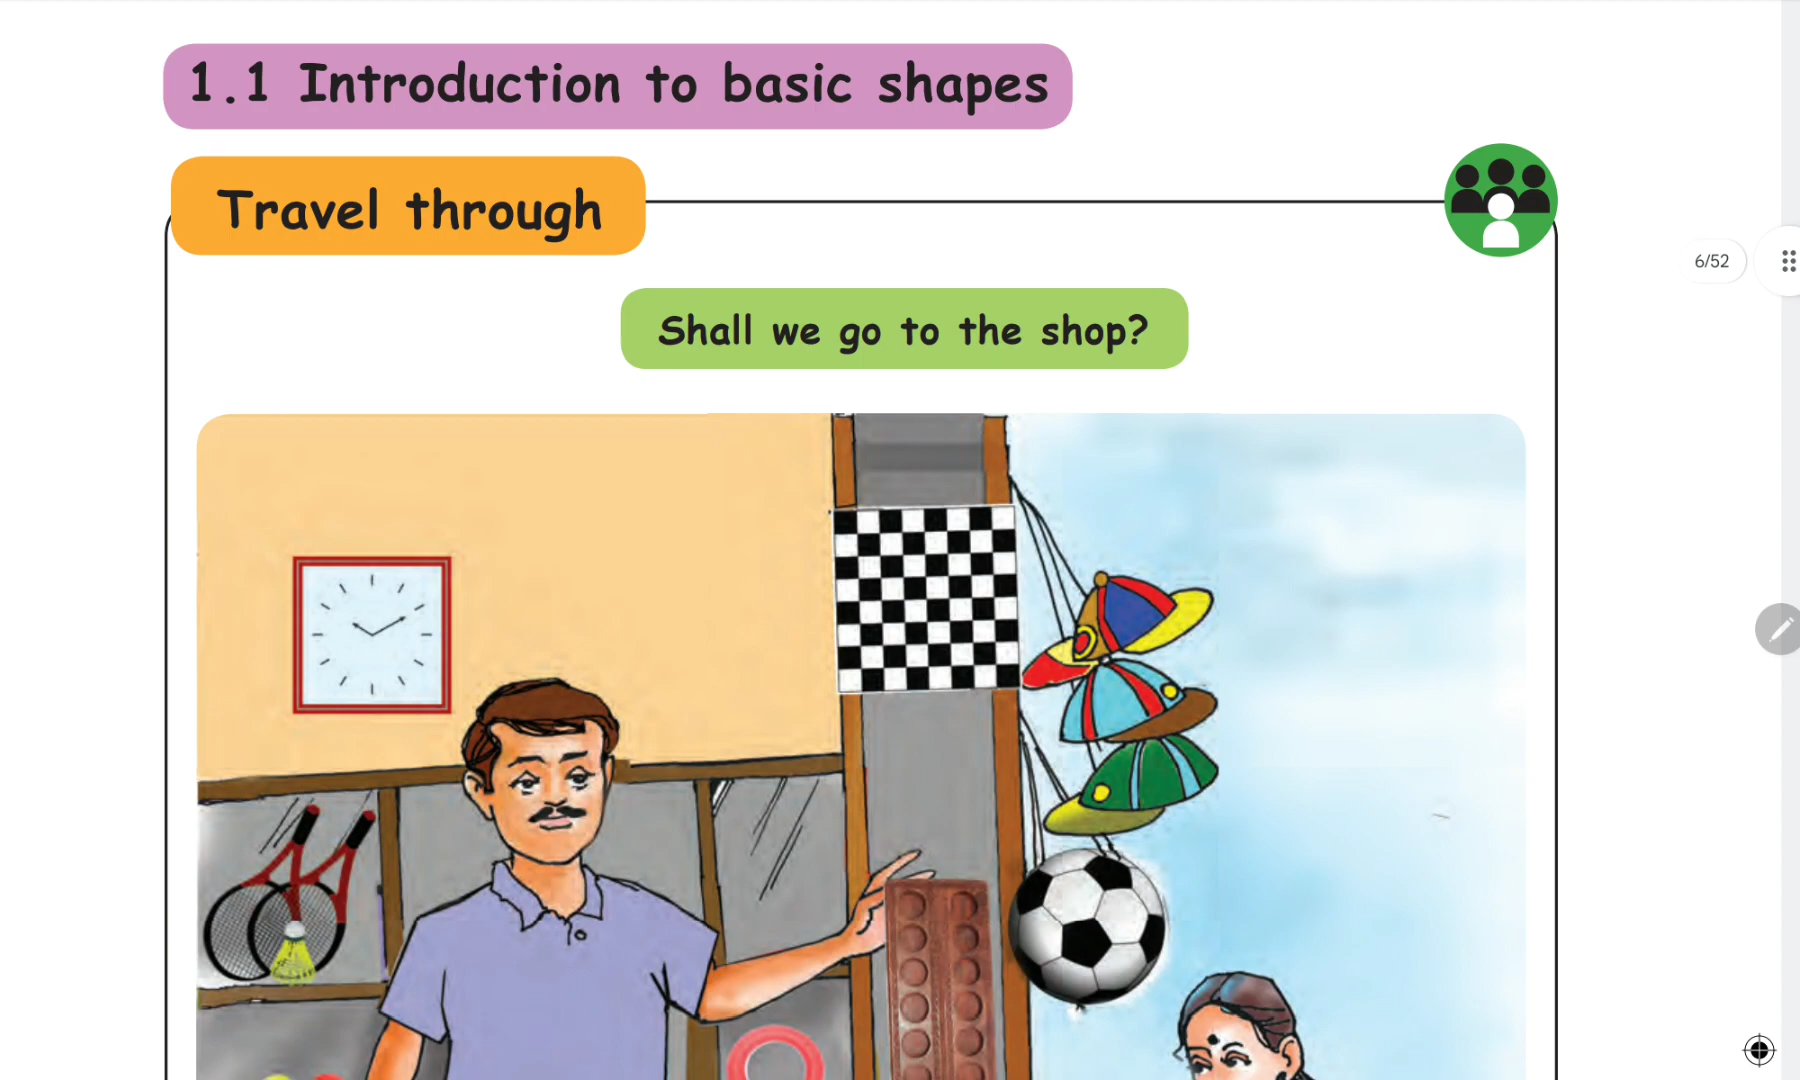 1.1 Introduction to basic shapes
Travel through
Shall we go to the shop?
6/52